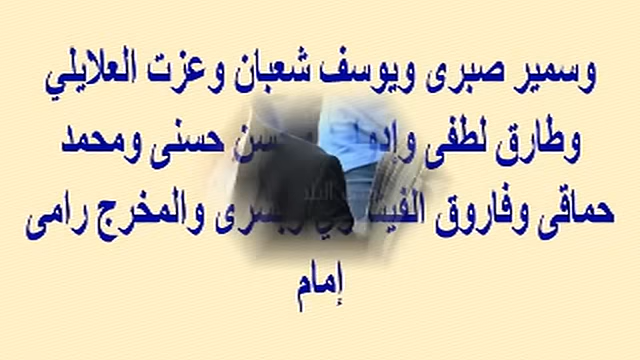 وسمير صبرى ويوسف شعبان وعزت العلايلي
وطارق لطفى حسنى ومحمد
حماقى وفاروق والمخرج رامى
إمام